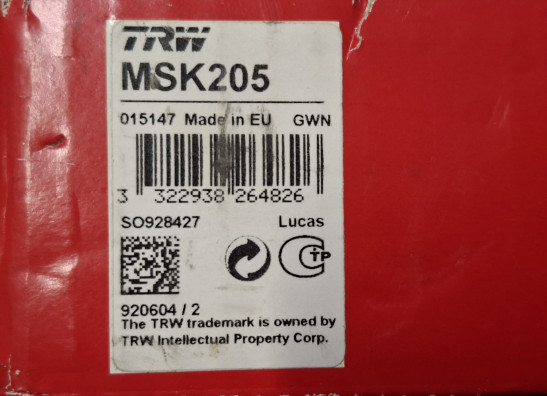 TRW
MSK205
015147 Made in EU GWN
3 322938 264826
SO928427 Lucas
CTP
920604 / 2
The TRW trademark is owned by
TRW Intellectual Property Corp.